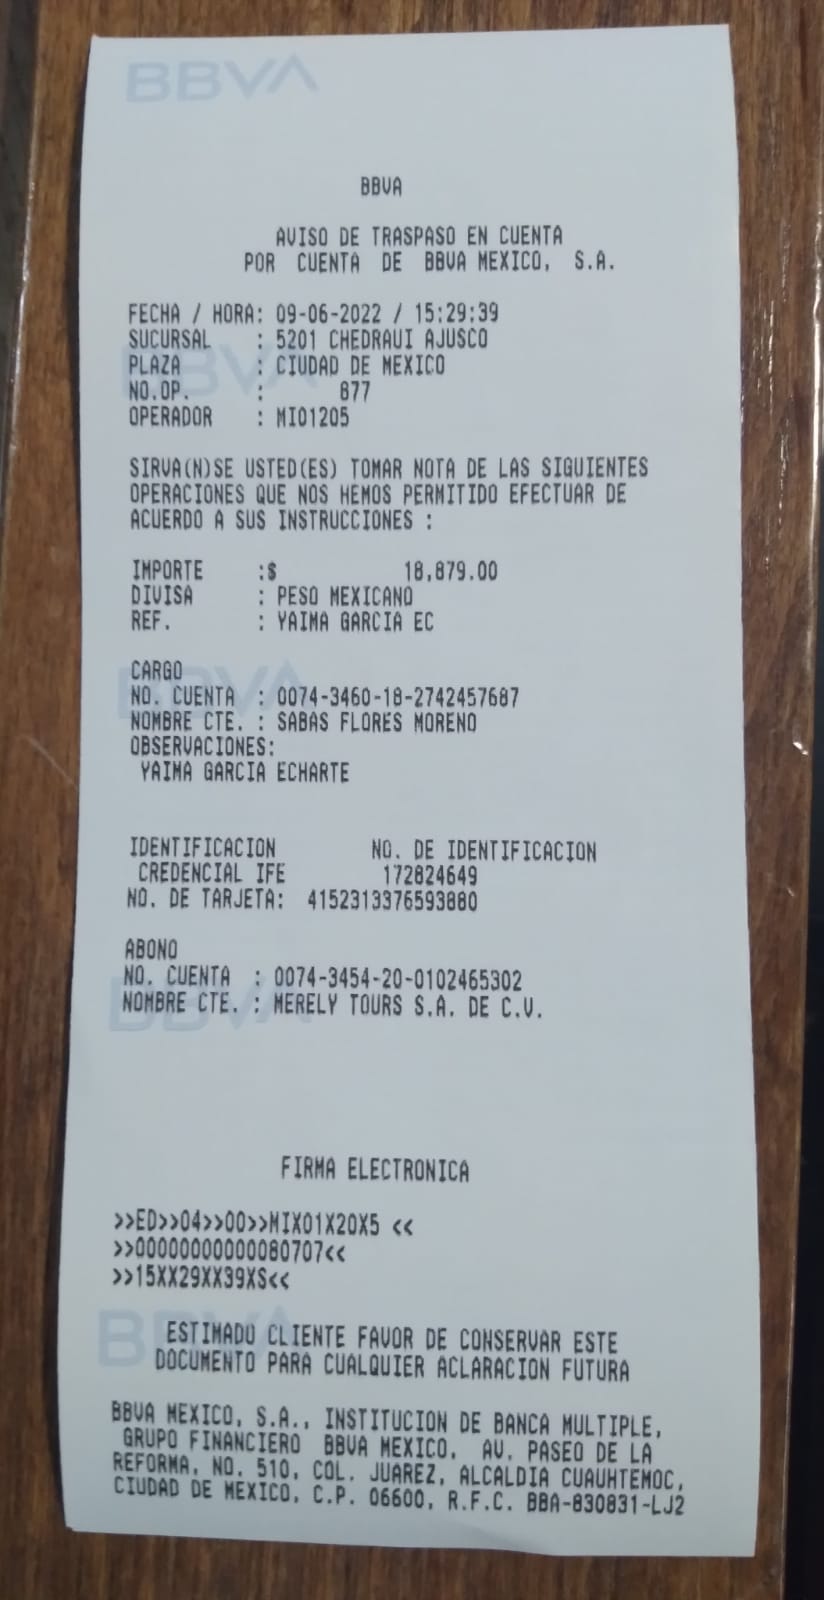 BBVA
BBVA
AVISO DE TRASPASO EN CUENTA
POR CUENTA DE BBVA MEXICO, S.A.
FECHA / HORA: 09-06-2022 / 15:29:39
SUCURSAL : 5201 CHEDRAUI AJUSCO
PLAZA : CIUDAD DE MEXICO
NO.OP. : 877
OPERADOR : MI01205
SIRVA(N)SE USTED(ES) TOMAR NOTA DE LAS SIGUIENTES
OPERACIONES QUE NOS HEMOS PERMITIDO EFECTUAR DE
ACUERDO A SUS INSTRUCCIONES :
IMPORTE :$ 18,879.00
DIVISA : PESO MEXICANO
REF. : YAIMA GARCIA EC
CARGO
NO. CUENTA : 0074-3460-18-2742457687
NOMBRE CTE. : SABAS FLORES MORENO
OBSERVACIONES:
YAIMA GARCIA ECHARTE
IDENTIFICACION NO. DE IDENTIFICACION
CREDENCIAL IFE 172824649
NO. DE TARJETA: 4152313376593880
ABONO
NO. CUENTA : 0074-3454-20-0102465302
NOMBRE CTE. : MERELY TOURS S.A. DE C.V.
FIRMA ELECTRONICA
>>ED>>04>>00>>MIX01X20X5 <<
>>00000000000080707<<
>>15XX29XX39XS<<
ESTIMADO CLIENTE FAVOR DE CONSERVAR ESTE
DOCUMENTO PARA CUALQUIER ACLARACION FUTURA
BBVA MEXICO, S.A., INSTITUCION DE BANCA MULTIPLE,
GRUPO FINANCIERO BBVA MEXICO, AV. PASEO DE LA
REFORMA, NO. 510, COL. JUAREZ, ALCALDIA CUAUHTEMOC,
CIUDAD DE MEXICO, C.P. 06600, R.F.C. BBA-830831-LJ2